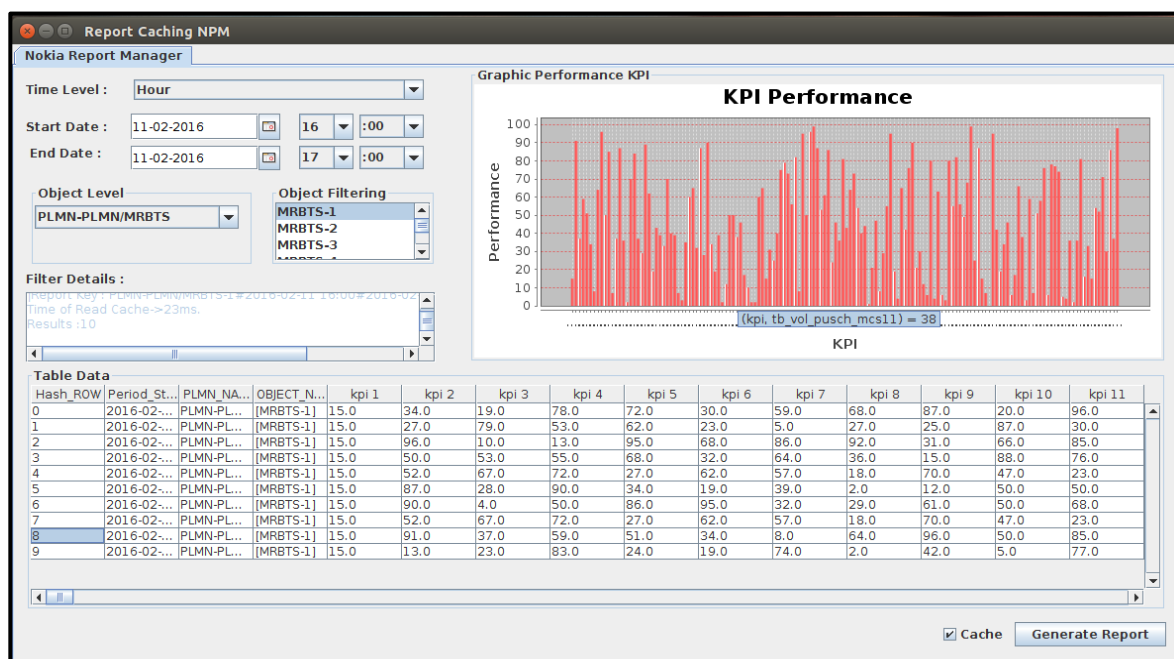 Report Caching NPM
Nokia Report Manager
Time Level :
Hour
Start Date :
11-02-2016
16
:00
End Date :
11-02-2016
17
:00
Object Level
PLMN-PLMN/MRBTS
Object Filtering
MRBTS-1
MRBTS-2
MRBTS-3
Filter Details :
Report Key : PLMN-PLMN/MRBTS-1#2016-02-11 16:00#2016-02
Time of Read Cache->23ms.
Results :10
Graphic Performance KPI
KPI Performance
Performance
100
90
80
70
60
50
40
30
20
10
0
(kpi, tb_vol_pusch_mcs11) = 38
KPI
Table Data
Hash_ROW Period_St... PLMN_NA... OBJECT_N... kpi 1 kpi 2 kpi 3 kpi 4 kpi 5 kpi 6 kpi 7 kpi 8 kpi 9 kpi 10 kpi 11
0 2016-02-... PLMN-PL... [MRBTS-1] 15.0 34.0 19.0 78.0 72.0 30.0 59.0 68.0 87.0 20.0 96.0
1 2016-02-... PLMN-PL... [MRBTS-1] 15.0 27.0 79.0 53.0 62.0 23.0 5.0 27.0 25.0 87.0 30.0
2 2016-02-... PLMN-PL... [MRBTS-1] 15.0 96.0 10.0 13.0 95.0 68.0 86.0 92.0 31.0 66.0 85.0
3 2016-02-... PLMN-PL... [MRBTS-1] 15.0 50.0 53.0 55.0 68.0 32.0 64.0 36.0 15.0 88.0 76.0
4 2016-02-... PLMN-PL... [MRBTS-1] 15.0 52.0 67.0 72.0 27.0 62.0 57.0 18.0 70.0 47.0 23.0
5 2016-02-... PLMN-PL... [MRBTS-1] 15.0 87.0 28.0 90.0 34.0 19.0 39.0 2.0 12.0 50.0 50.0
6 2016-02-... PLMN-PL... [MRBTS-1] 15.0 90.0 4.0 50.0 86.0 95.0 32.0 29.0 61.0 50.0 68.0
7 2016-02-... PLMN-PL... [MRBTS-1] 15.0 52.0 67.0 72.0 27.0 62.0 57.0 18.0 70.0 47.0 23.0
8 2016-02-... PLMN-PL... [MRBTS-1] 15.0 91.0 37.0 59.0 51.0 34.0 8.0 64.0 96.0 50.0 85.0
9 2016-02-... PLMN-PL... [MRBTS-1] 15.0 13.0 23.0 83.0 24.0 19.0 74.0 2.0 42.0 5.0 77.0
Cache
Generate Report